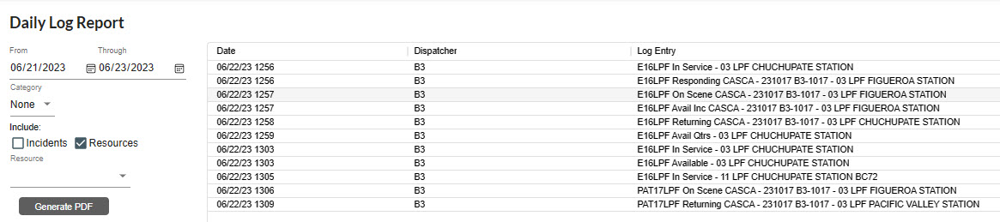 Daily Log Report
From Through
06/21/2023 06/23/2023
Category
None
Include:
Incidents Resources
Resource
Generate PDF
Date Dispatcher Log Entry
06/22/23 1256 B3 E16LPF In Service - 03 LPF CHUCHUPATE STATION
06/22/23 1256 B3 E16LPF Responding CASCA - 231017 B3-1017 - 03 LPF FIGUEROA STATION
06/22/23 1257 B3 E16LPF On Scene CASCA - 231017 B3-1017 - 03 LPF FIGUEROA STATION
06/22/23 1257 B3 E16LPF Avail Inc CASCA - 231017 B3-1017 - 03 LPF FIGUEROA STATION
06/22/23 1258 B3 E16LPF Returning CASCA - 231017 B3-1017 - 03 LPF CHUCHUPATE STATION
06/22/23 1259 B3 E16LPF Avail Qtrs - 03 LPF CHUCHUPATE STATION
06/22/23 1303 B3 E16LPF In Service - 03 LPF CHUCHUPATE STATION
06/22/23 1303 B3 E16LPF Available - 03 LPF CHUCHUPATE STATION
06/22/23 1305 B3 E16LPF In Service - 11 LPF CHUCHUPATE STATION BC72
06/22/23 1306 B3 PAT17LPF On Scene CASCA - 231017 B3-1017 - 03 LPF FIGUEROA STATION
06/22/23 1309 B3 PAT17LPF Returning CASCA - 231017 B3-1017 - 03 LPF PACIFIC VALLEY STATION